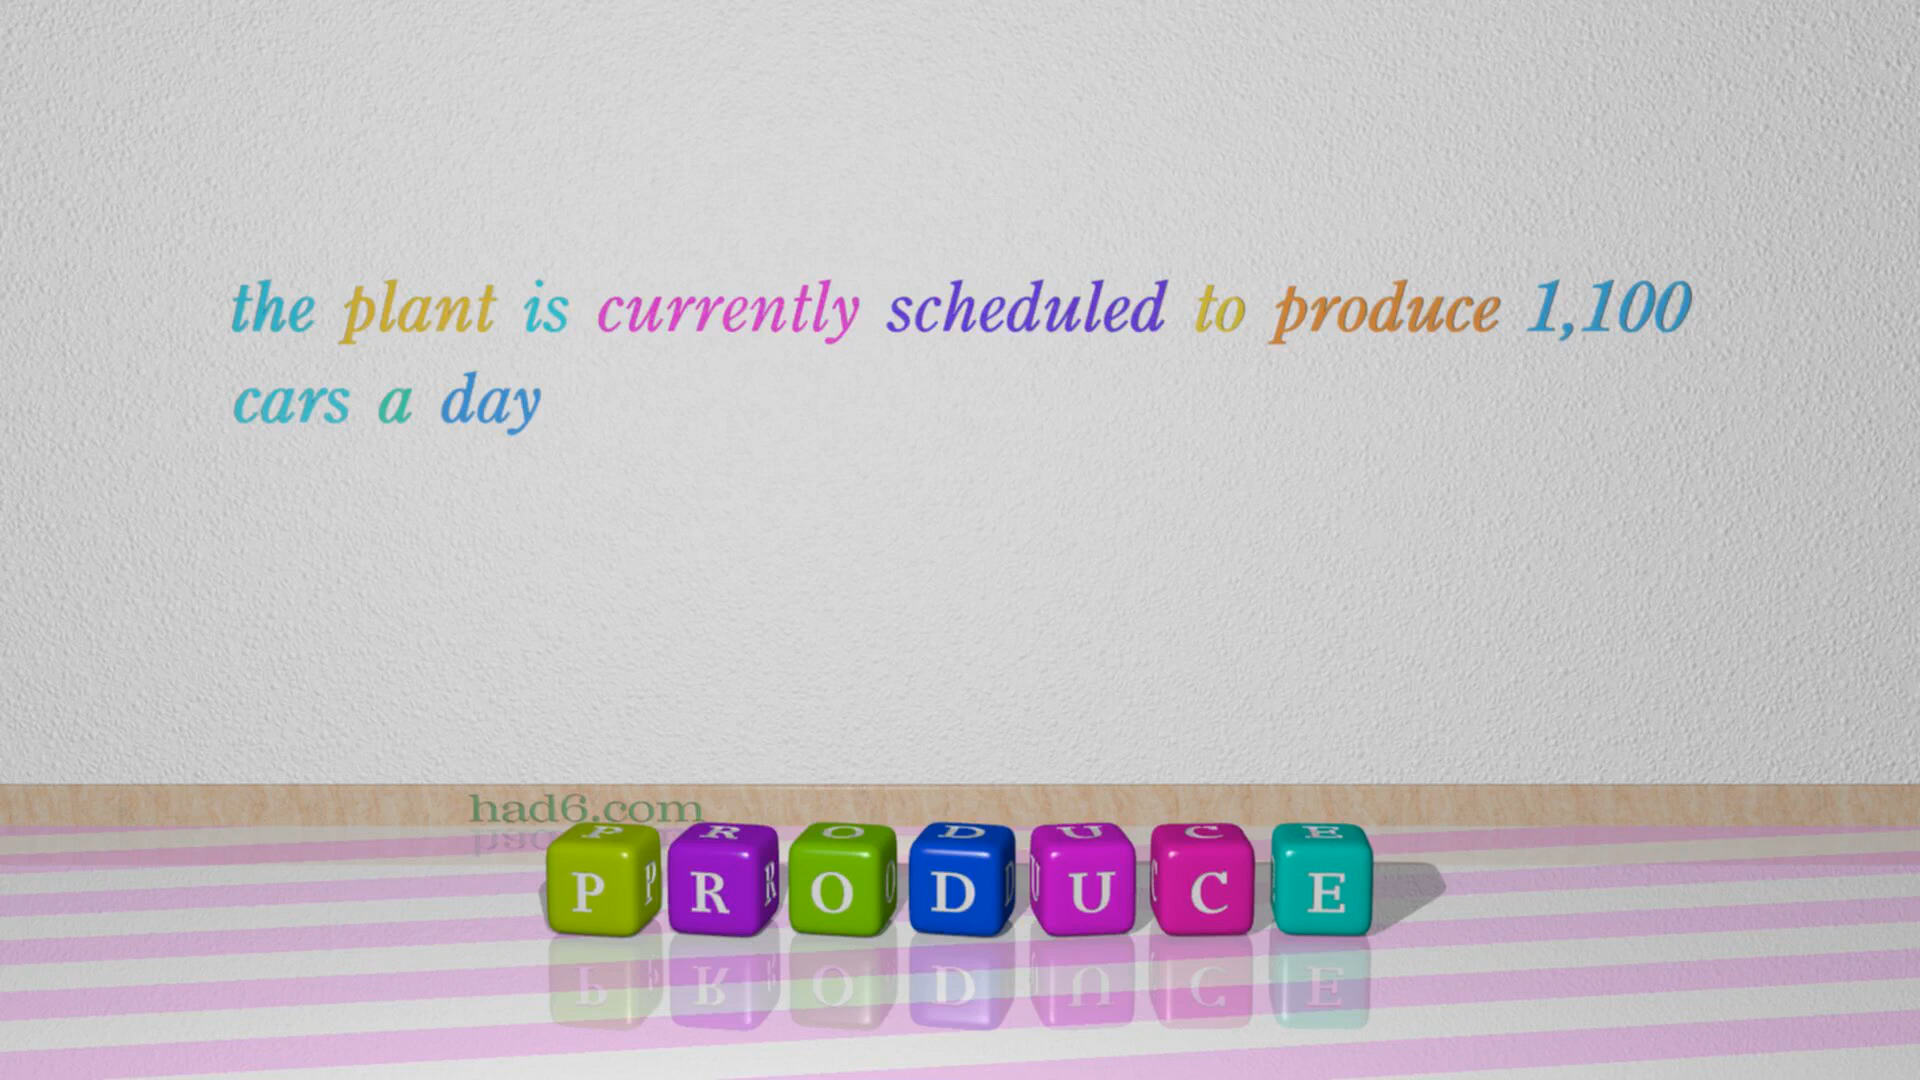 the plant is currently scheduled to produce 1,100
cars a day
had6.com
PRODUCE